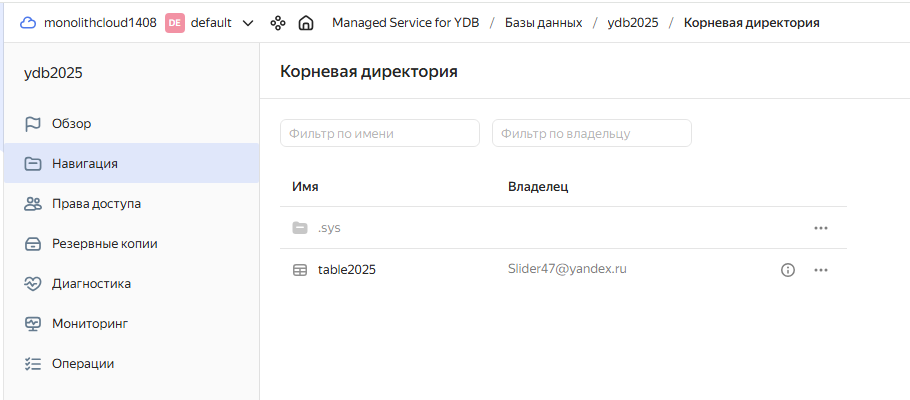 monolithcloud1408 DE default Managed Service for YDB / Базы данных / ydb2025 / Корневая директория
ydb2025
Обзор
Навигация
Права доступа
Резервные копии
Диагностика
Мониторинг
Операции
Корневая директория
Фильтр по имени Фильтр по владельцу
Имя Владелец
.sys
table2025 Slider47@yandex.ru